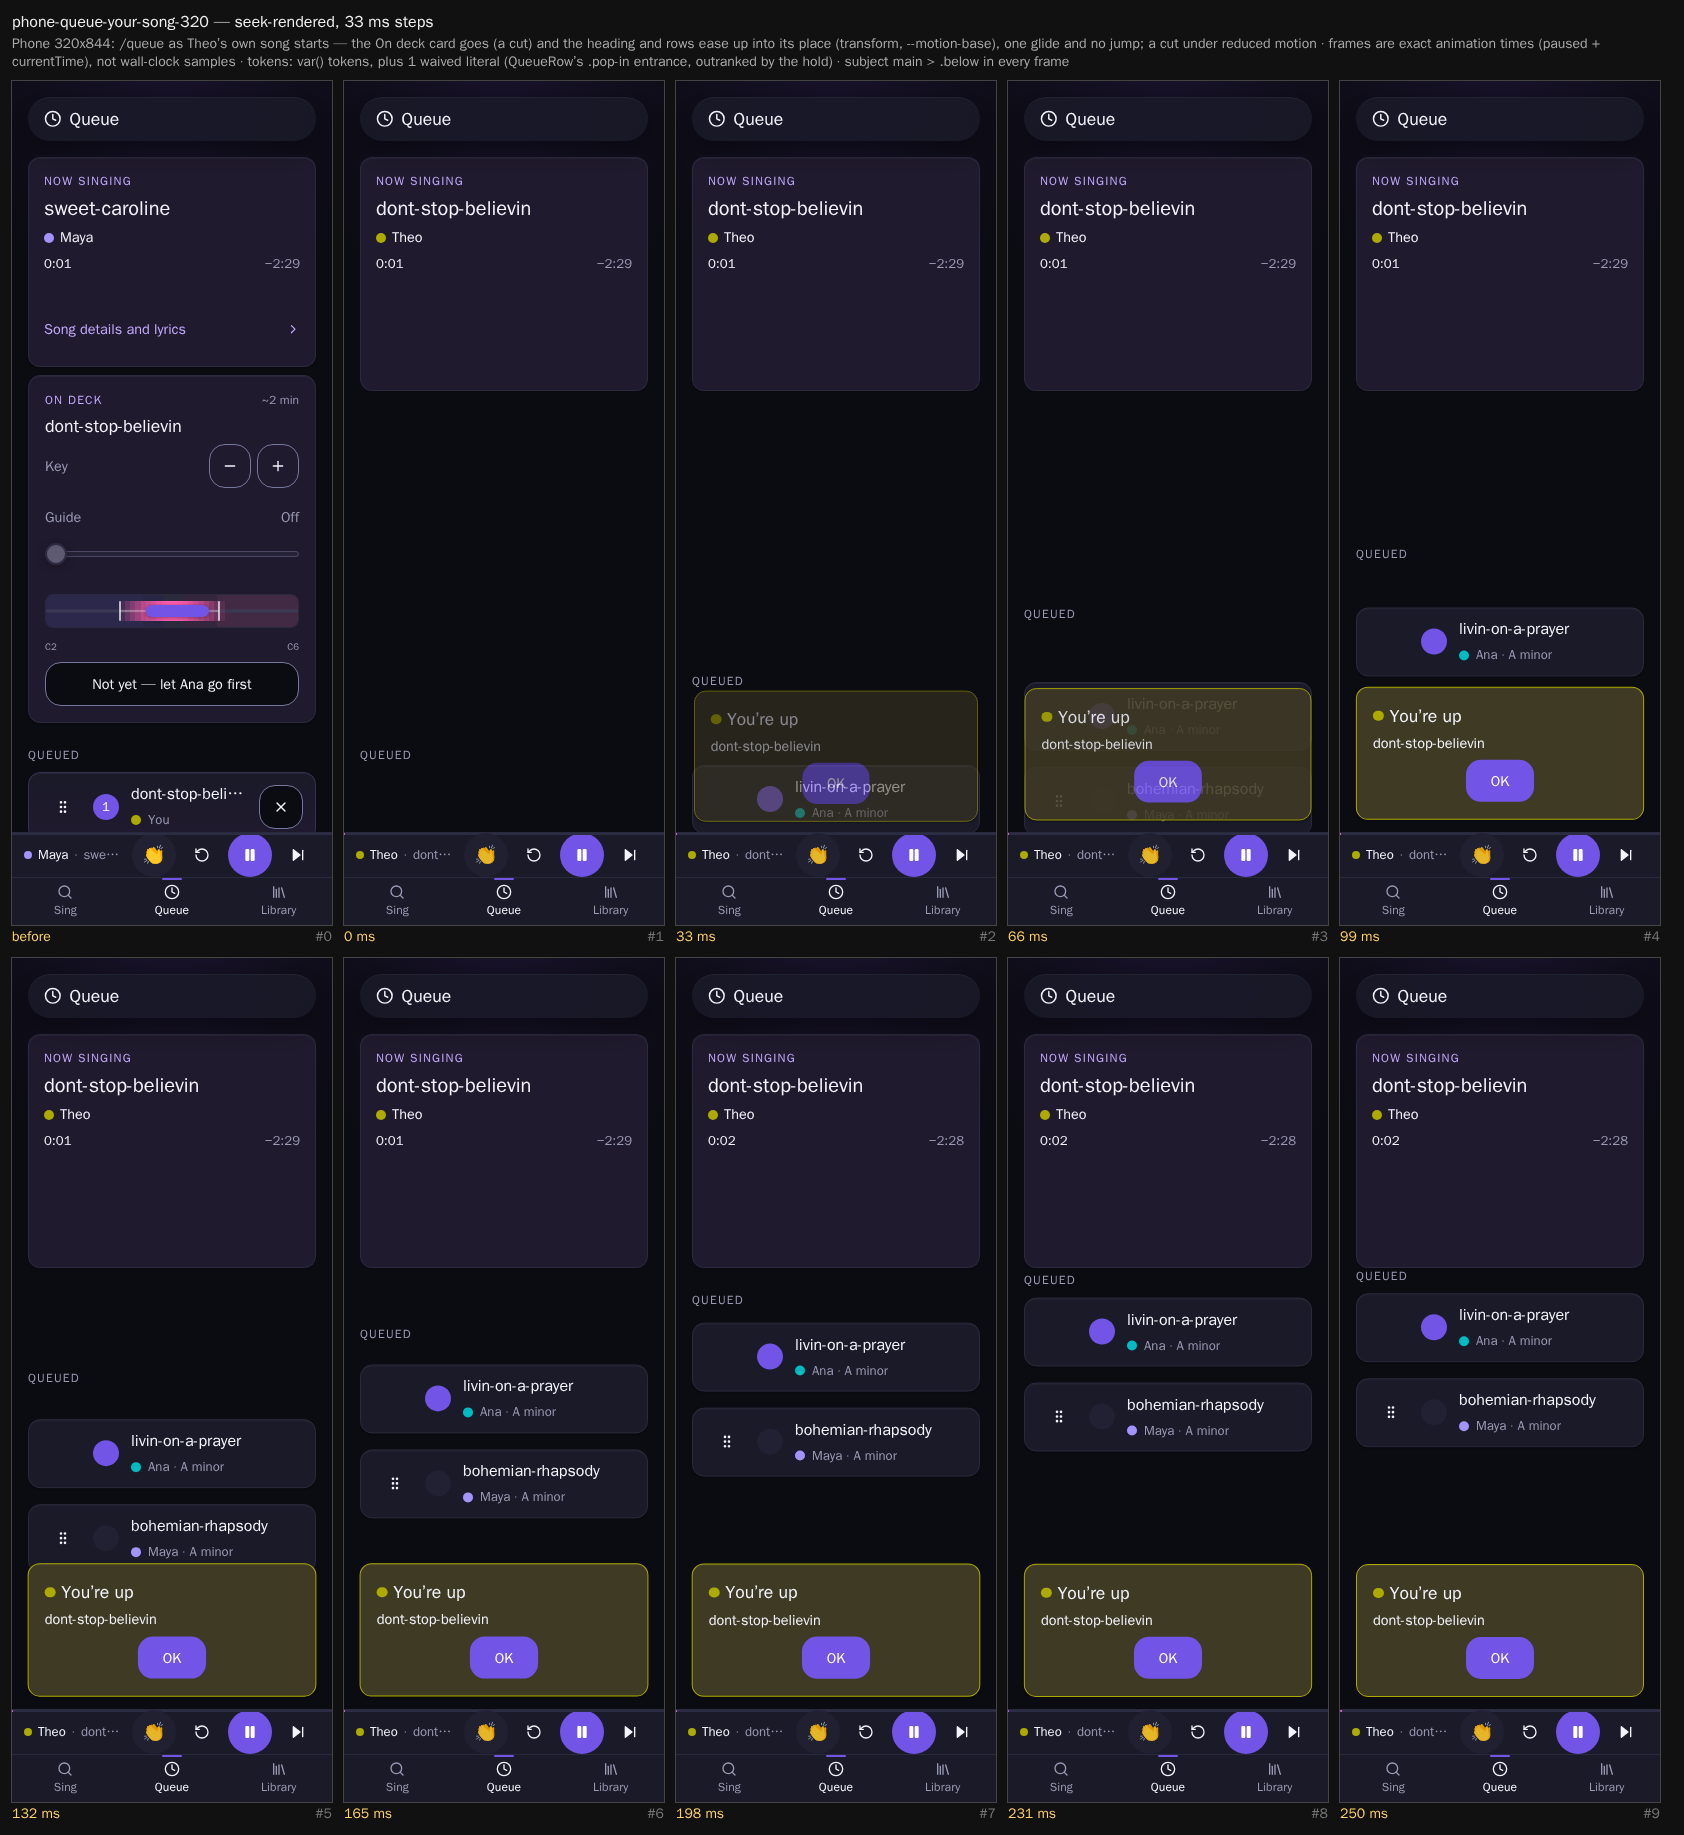 phone-queue-your-song-320 — seek-rendered, 33 ms steps
Phone 320x844: /queue as Theo's own song starts — the On deck card goes (a cut) and the heading and rows ease up into its place (transform, --motion-base), one glide and no jump; a cut under reduced motion · frames are exact animation times (paused +
currentTime), not wall-clock samples · tokens: var() tokens, plus 1 waived literal (QueueRow's .pop-in entrance, outranked by the hold) · subject main > .below in every frame
Queue
NOW SINGING
sweet-caroline
Maya
0:01 −2:29
Song details and lyrics
ON DECK ~2 min
dont-stop-believin
Key − +
Guide Off
C2 C6
Not yet — let Ana go first
QUEUED
1 dont-stop-beli···
You
Maya · swe···
Sing Queue Library
before #0
Queue
NOW SINGING
dont-stop-believin
Theo
0:01 −2:29
QUEUED
Theo · dont···
Sing Queue Library
0 ms #1
Queue
NOW SINGING
dont-stop-believin
Theo
0:01 −2:29
QUEUED
You're up
dont-stop-believin
OK
livin-on-a-prayer
Ana · A minor
Theo · dont···
Sing Queue Library
33 ms #2
Queue
NOW SINGING
dont-stop-believin
Theo
0:01 −2:29
QUEUED
livin-on-a-prayer
You're up
Ana · A minor
dont-stop-believin
OK
bohemian-rhapsody
Maya · A minor
Theo · dont···
Sing Queue Library
66 ms #3
Queue
NOW SINGING
dont-stop-believin
Theo
0:01 −2:29
QUEUED
livin-on-a-prayer
Ana · A minor
You're up
dont-stop-believin
OK
Theo · dont···
Sing Queue Library
99 ms #4
Queue
NOW SINGING
dont-stop-believin
Theo
0:01 −2:29
QUEUED
livin-on-a-prayer
Ana · A minor
bohemian-rhapsody
Maya · A minor
You're up
dont-stop-believin
OK
Theo · dont···
Sing Queue Library
132 ms #5
Queue
NOW SINGING
dont-stop-believin
Theo
0:01 −2:29
QUEUED
livin-on-a-prayer
Ana · A minor
bohemian-rhapsody
Maya · A minor
You're up
dont-stop-believin
OK
Theo · dont···
Sing Queue Library
165 ms #6
Queue
NOW SINGING
dont-stop-believin
Theo
0:02 −2:28
QUEUED
livin-on-a-prayer
Ana · A minor
bohemian-rhapsody
Maya · A minor
You're up
dont-stop-believin
OK
Theo · dont···
Sing Queue Library
198 ms #7
Queue
NOW SINGING
dont-stop-believin
Theo
0:02 −2:28
QUEUED
livin-on-a-prayer
Ana · A minor
bohemian-rhapsody
Maya · A minor
You're up
dont-stop-believin
OK
Theo · dont···
Sing Queue Library
231 ms #8
Queue
NOW SINGING
dont-stop-believin
Theo
0:02 −2:28
QUEUED
livin-on-a-prayer
Ana · A minor
bohemian-rhapsody
Maya · A minor
You're up
dont-stop-believin
OK
Theo · dont···
Sing Queue Library
250 ms #9